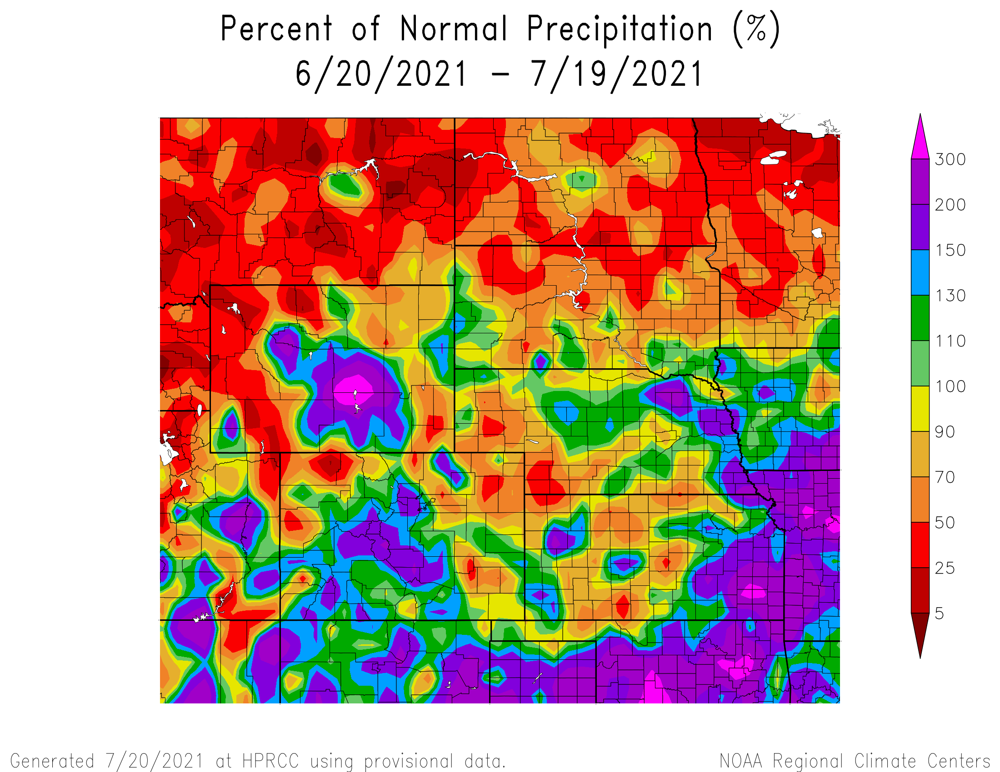 Percent of Normal Precipitation (%)
6/20/2021 – 7/19/2021
300
200
150
130
110
100
90
70
50
25
5
Generated 7/20/2021 at HPRCC using provisional data.
NOAA Regional Climate Centers